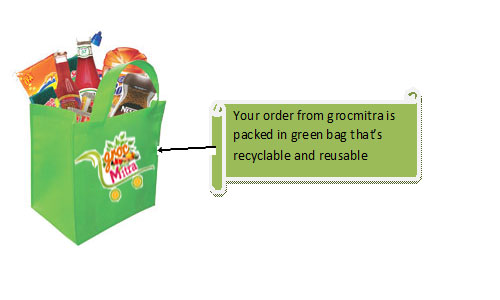 groc
Mitra
Your order from grocmitra is
packed in green bag that's
recyclable and reusable